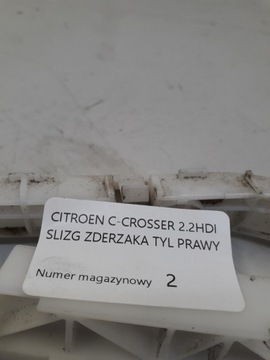 CITROEN C-CROSSER 2.2HDI
SLIZG ZDERZAKA TYL PRAWY
Numer magazynowy 2